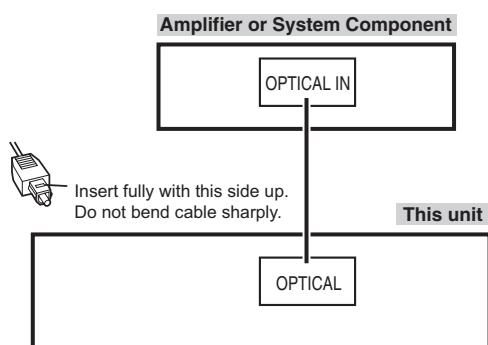 Amplifier or System Component
OPTICAL IN
Insert fully with this side up.
Do not bend cable sharply.
This unit
OPTICAL